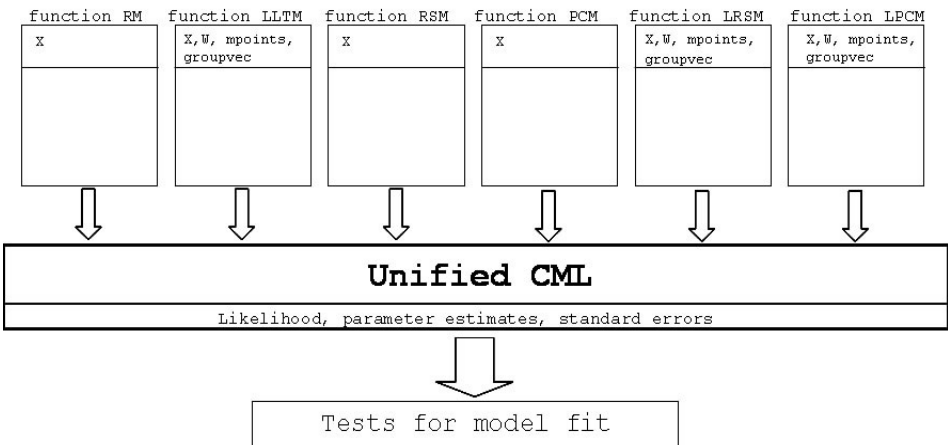 function RM function LLTM function RSM function PCM function LRSM function LPCM
X
X,W, mpoints,
groupvec
X
X
X,W, mpoints,
groupvec
X,W, mpoints,
groupvec
Unified CML
Likelihood, parameter estimates, standard errors
Tests for model fit